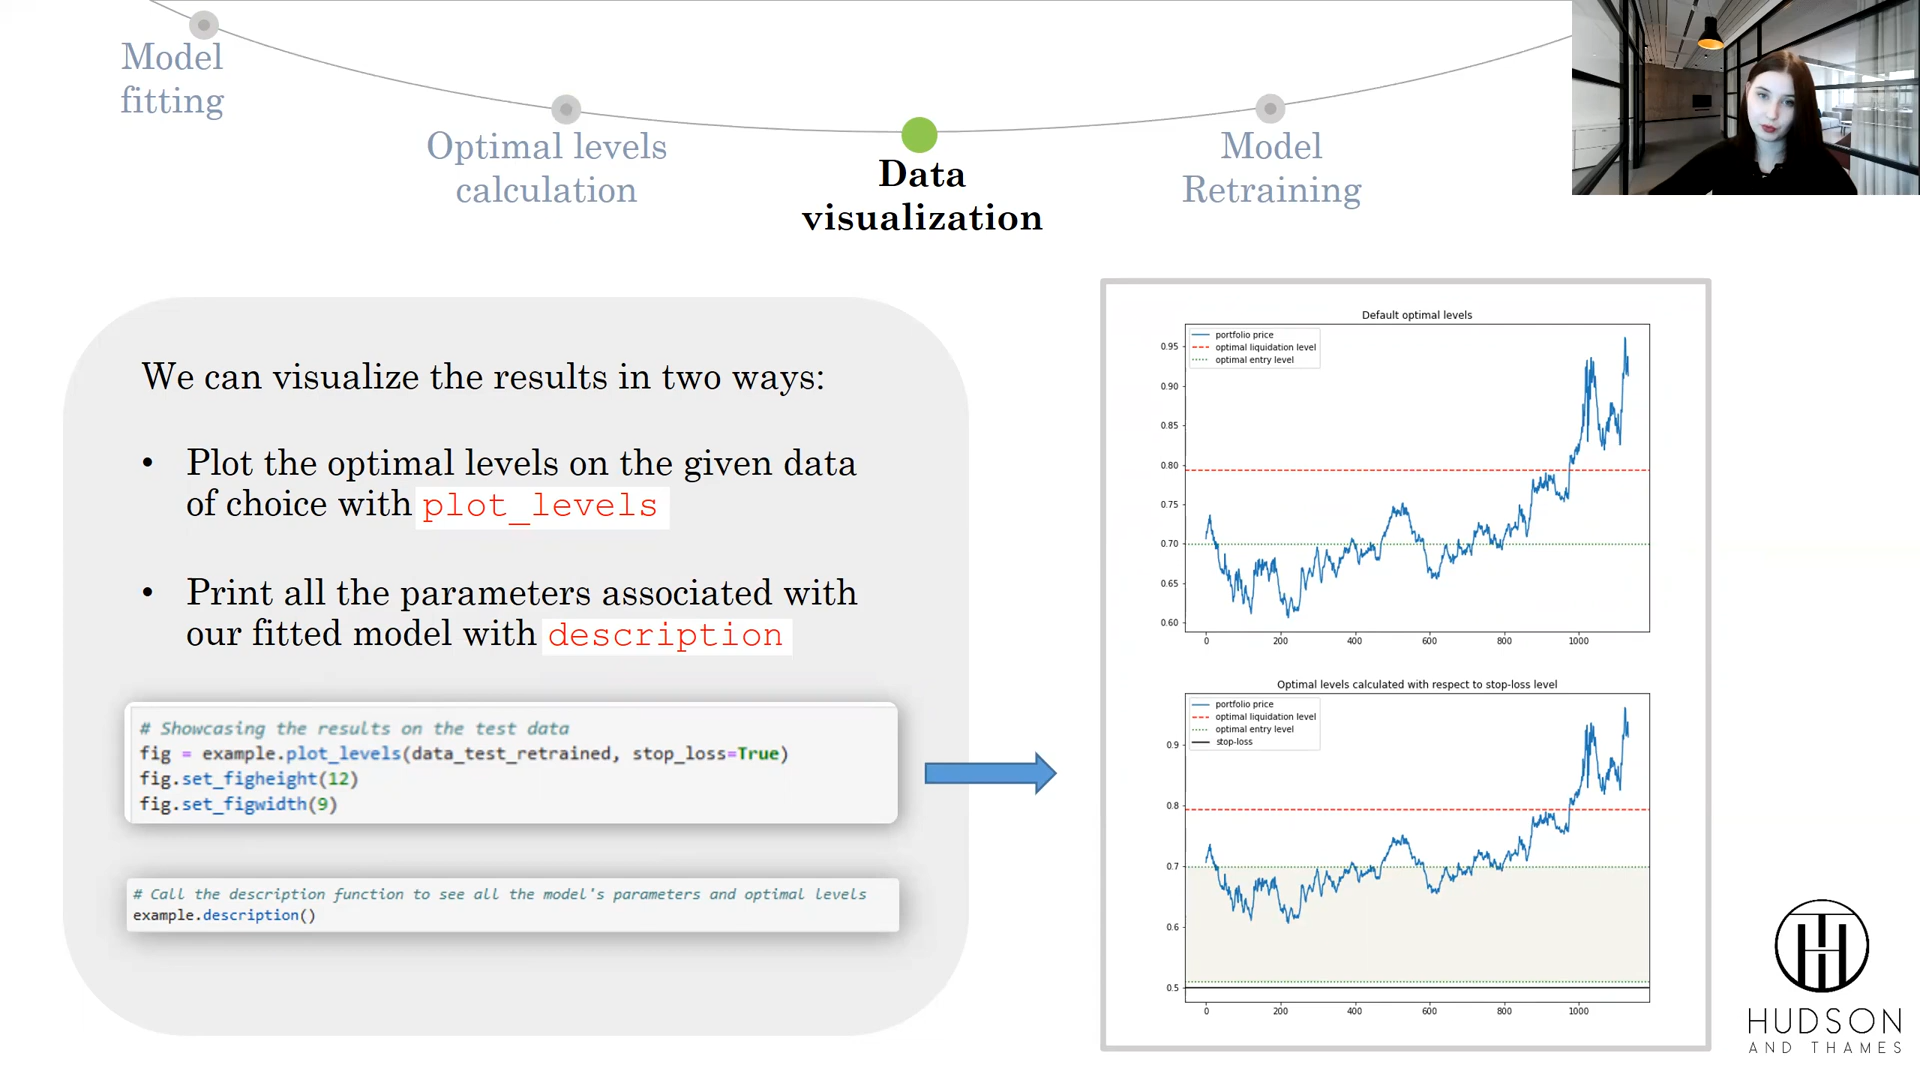 Model
fitting
Optimal levels
calculation
Data
visualization
Model
Retraining
We can visualize the results in two ways:
• Plot the optimal levels on the given data
of choice with plot_levels
• Print all the parameters associated with
our fitted model with description
# Showcasing the results on the test data
fig = example.plot_levels(data_test_retrained, stop_loss=True)
fig.set_figheight(12)
fig.set_figwidth(9)
# Call the description function to see all the model's parameters and optimal levels
example.description()
Default optimal levels
portfolio price
optimal liquidation level
optimal entry level
0.95
0.90
0.85
0.80
0.75
0.70
0.65
0.60
0 200 400 600 800 1000
Optimal levels calculated with respect to stop-loss level
portfolio price
optimal liquidation level
optimal entry level
stop-loss
0.9
0.8
0.7
0.6
0.5
0 200 400 600 800 1000
HUDSON
AND THAMES